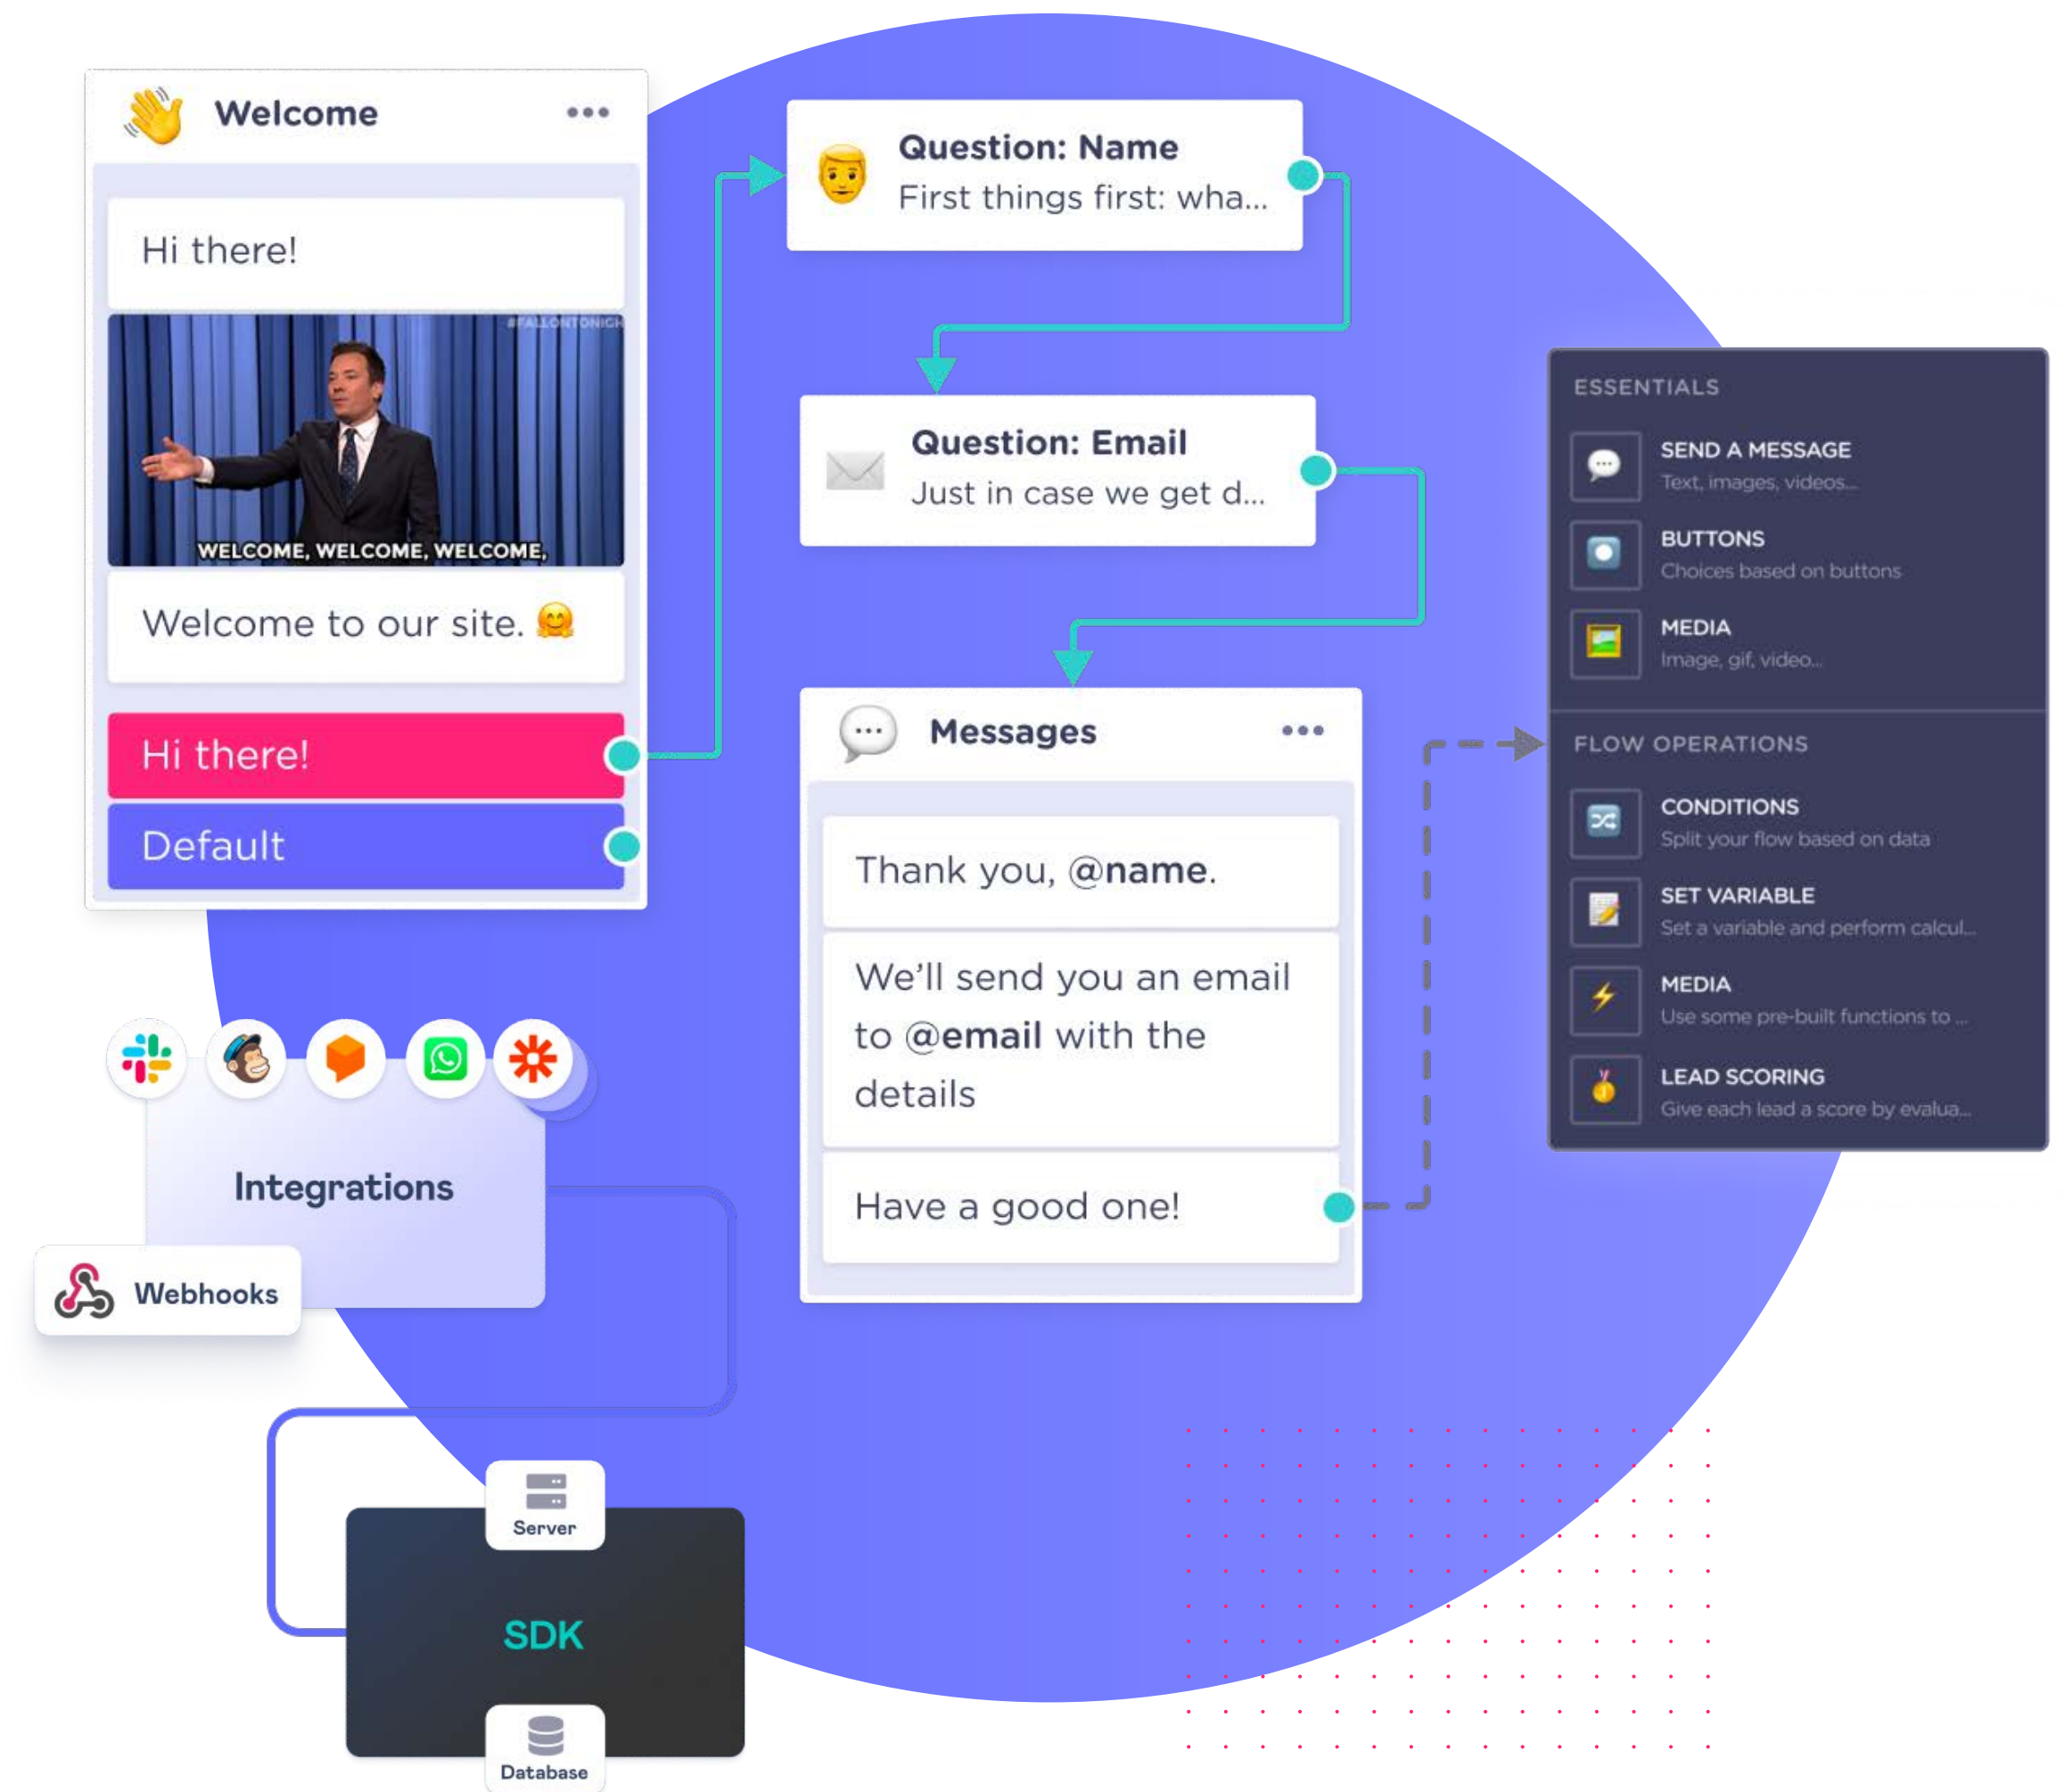 Welcome
Hi there!
#FALLONTONIGH
WELCOME, WELCOME, WELCOME,
Welcome to our site.
Hi there!
Default
Question: Name
First things first: wha...
Question: Email
Just in case we get d...
Messages
Thank you, @name.
We'll send you an email
to @email with the
details
Have a good one!
ESSENTIALS
SEND A MESSAGE
Text, images, videos...
BUTTONS
Choices based on buttons
MEDIA
Image, gif, video...
FLOW OPERATIONS
CONDITIONS
Split your flow based on data
SET VARIABLE
Set a variable and perform calcul...
MEDIA
Use some pre-built functions to ...
LEAD SCORING
Give each lead a score by evalua...
Integrations
Webhooks
Server
SDK
Database